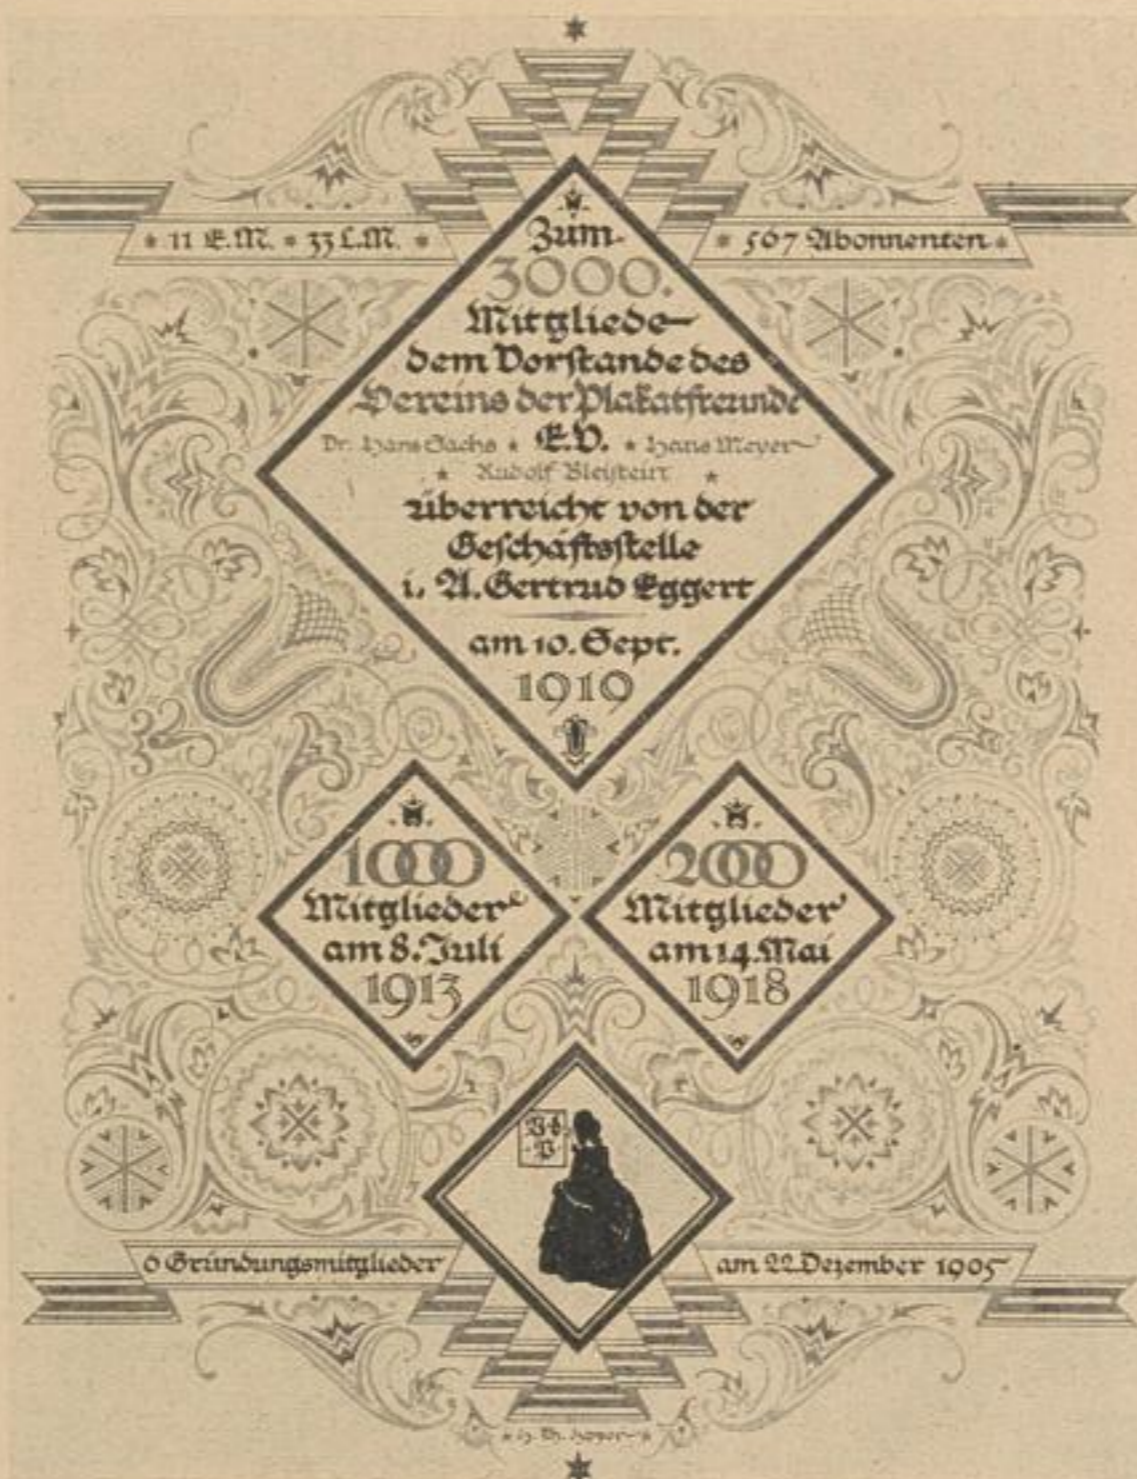 * 11 E.M. * 33 L.M. *
* 567 Abonnenten *
Zum
3000.
Mitgliede
dem Vorstande des
Vereins der Plakatfreunde
Dr. Hans Sachs * E.V. * Hans Meyer
* Rudolf Bleistein *
überreicht von der
Geschäftsstelle
i. A. Gertrud Eggert
am 10. Sept.
1919
1000
Mitglieder
am 8. Juli
1913
2000
Mitglieder
am 14. Mai
1918
V d
P
6 Gründungsmitglieder
am 22 Dezember 1905
* H. Th. Hoyer *